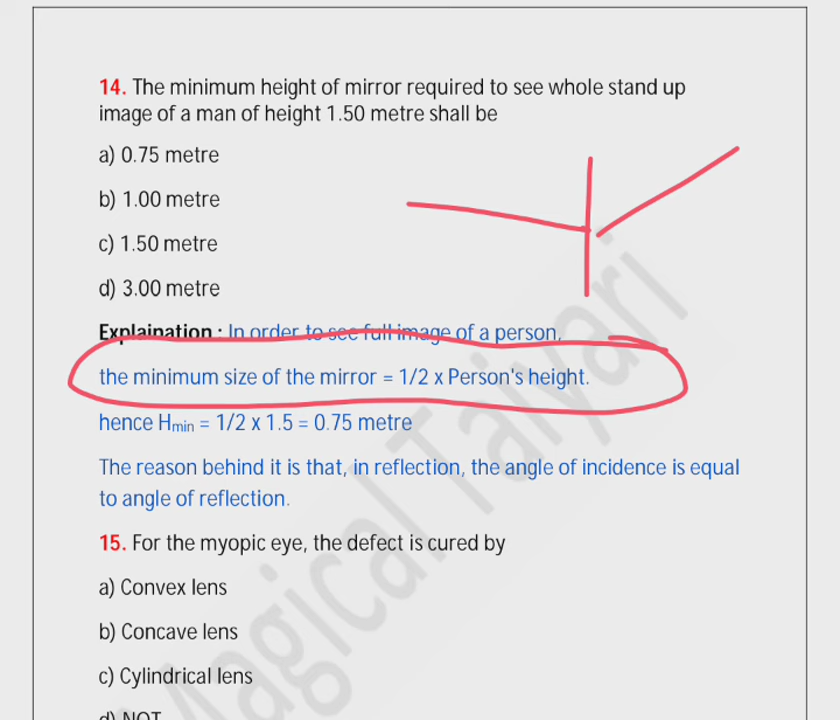 14. The minimum height of mirror required to see whole stand up
image of a man of height 1.50 metre shall be
a) 0.75 metre
b) 1.00 metre
c) 1.50 metre
d) 3.00 metre
Explaination : In order to see full image of a person,
the minimum size of the mirror = 1/2 x Person's height.
hence Hmin = 1/2 x 1.5 = 0.75 metre
The reason behind it is that, in reflection, the angle of incidence is equal
to angle of reflection.
15. For the myopic eye, the defect is cured by
a) Convex lens
b) Concave lens
c) Cylindrical lens
d) NOT
Magical Taiyari